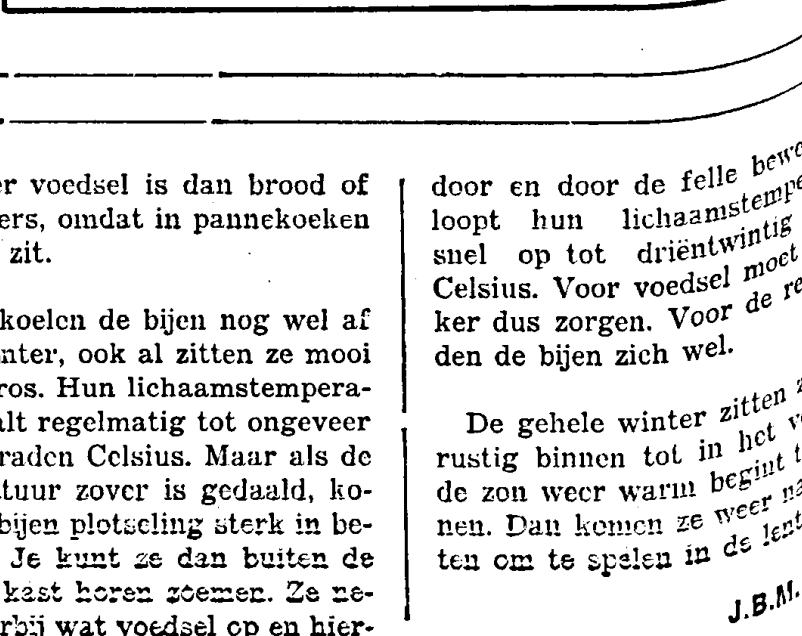 er voedsel is dan brood of
ers, omdat in pannekoeken
zit.
koelen de bijen nog wel af
nter, ook al zitten ze mooi
ros. Hun lichaamstempera-
alt regelmatig tot ongeveer
raden Celsius. Maar als de
tuur zover is gedaald, ko-
bijen plotseling sterk in be-
Je kunt ze dan buiten de
kast horen zoemen. Ze ne-
rbij wat voedsel op en hier-
door en door de felle bewe
loopt hun lichaamstempe
snel op tot driëntwintig
Celsius. Voor voedsel moet
ker dus zorgen. Voor de re
den de bijen zich wel.
De gehele winter zitten z
rustig binnen tot in het v
de zon weer warm begint t
nen. Dan komen ze weer na
ten om te spelen in de lent
J.B.M.